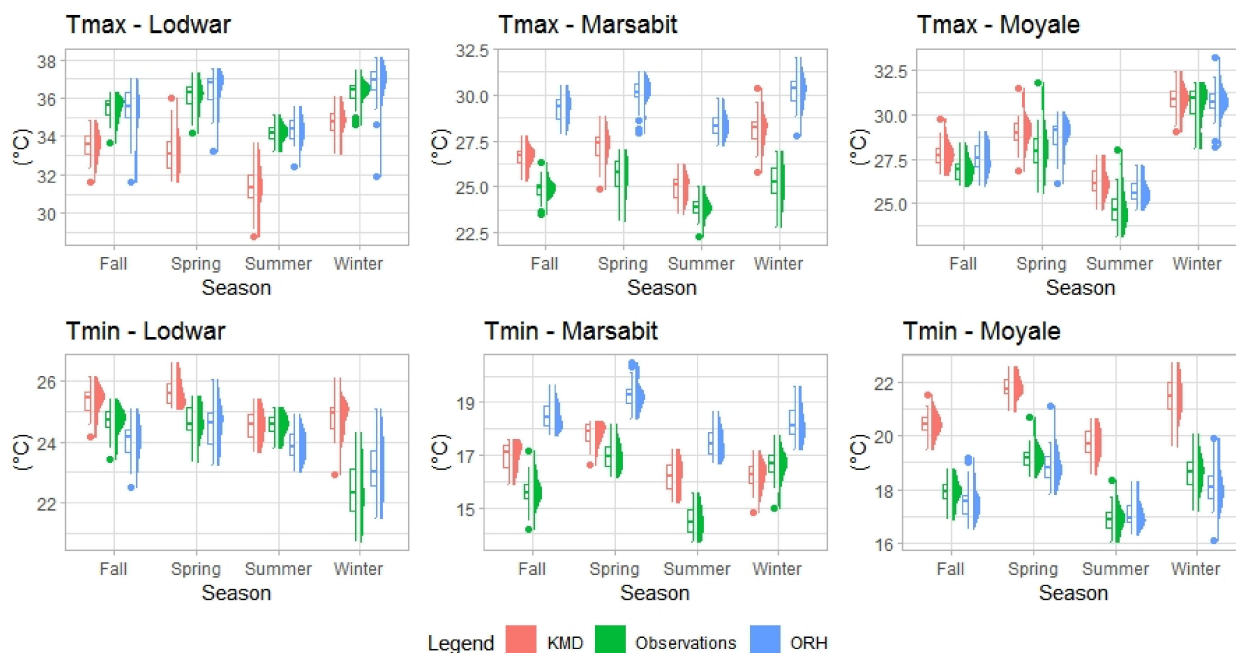 Tmax - Lodwar
Tmax - Marsabit
Tmax - Moyale
38
36
34
32
30
(°C)
Fall Spring Summer Winter
Season
32.5
30.0
27.5
25.0
22.5
(°C)
Fall Spring Summer Winter
Season
32.5
30.0
27.5
25.0
(°C)
Fall Spring Summer Winter
Season
Tmin - Lodwar
Tmin - Marsabit
Tmin - Moyale
26
24
22
(°C)
Fall Spring Summer Winter
Season
19
17
15
(°C)
Fall Spring Summer Winter
Season
22
20
18
16
(°C)
Fall Spring Summer Winter
Season
Legend KMD Observations ORH